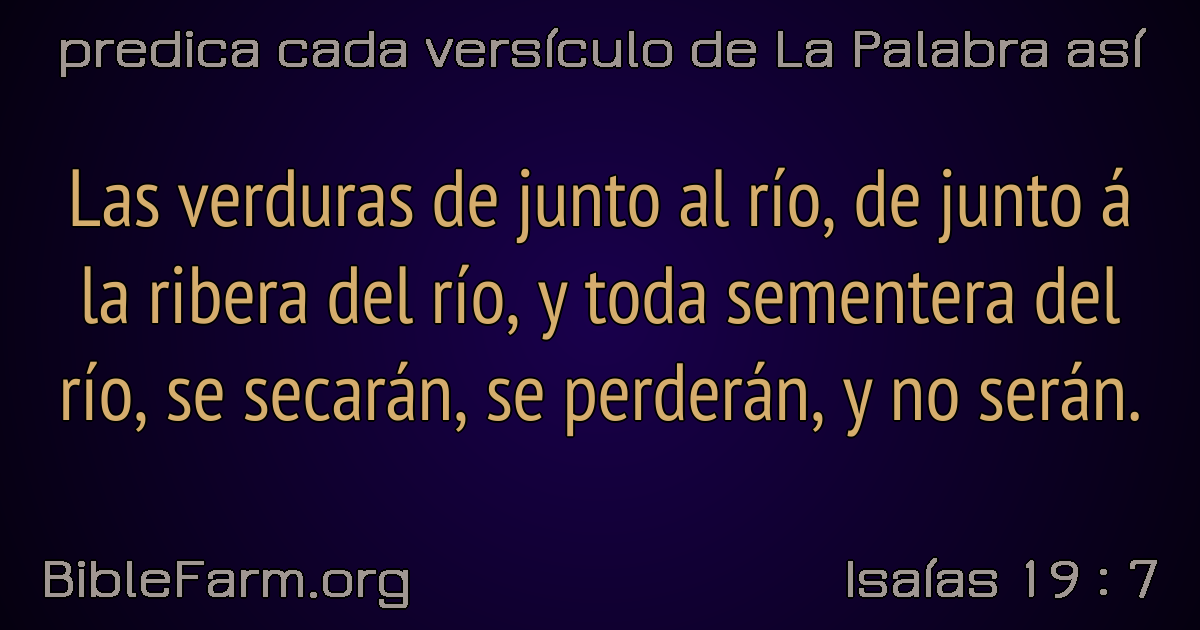 predica cada versículo de La Palabra así
Las verduras de junto al río, de junto á
la ribera del río, y toda sementera del
río, se secarán, se perderán, y no serán.
BibleFarm.org
Isaías 19 : 7